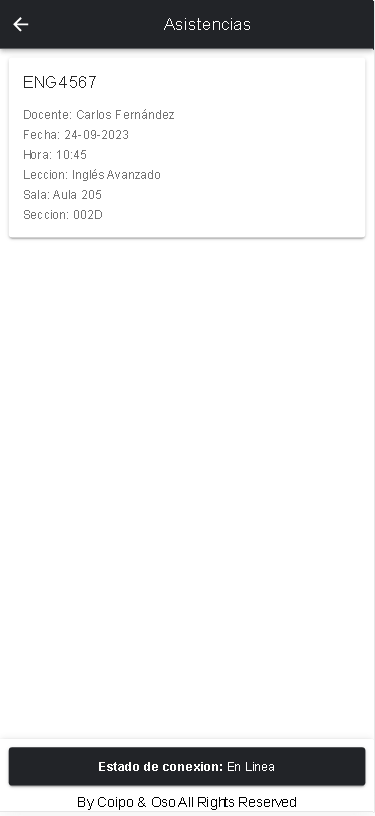 Asistencias
ENG4567
Docente: Carlos Fernández
Fecha: 24-09-2023
Hora: 10:45
Leccion: Inglés Avanzado
Sala: Aula 205
Seccion: 002D
Estado de conexion: En Linea
By Coipo & Oso All Rights Reserved